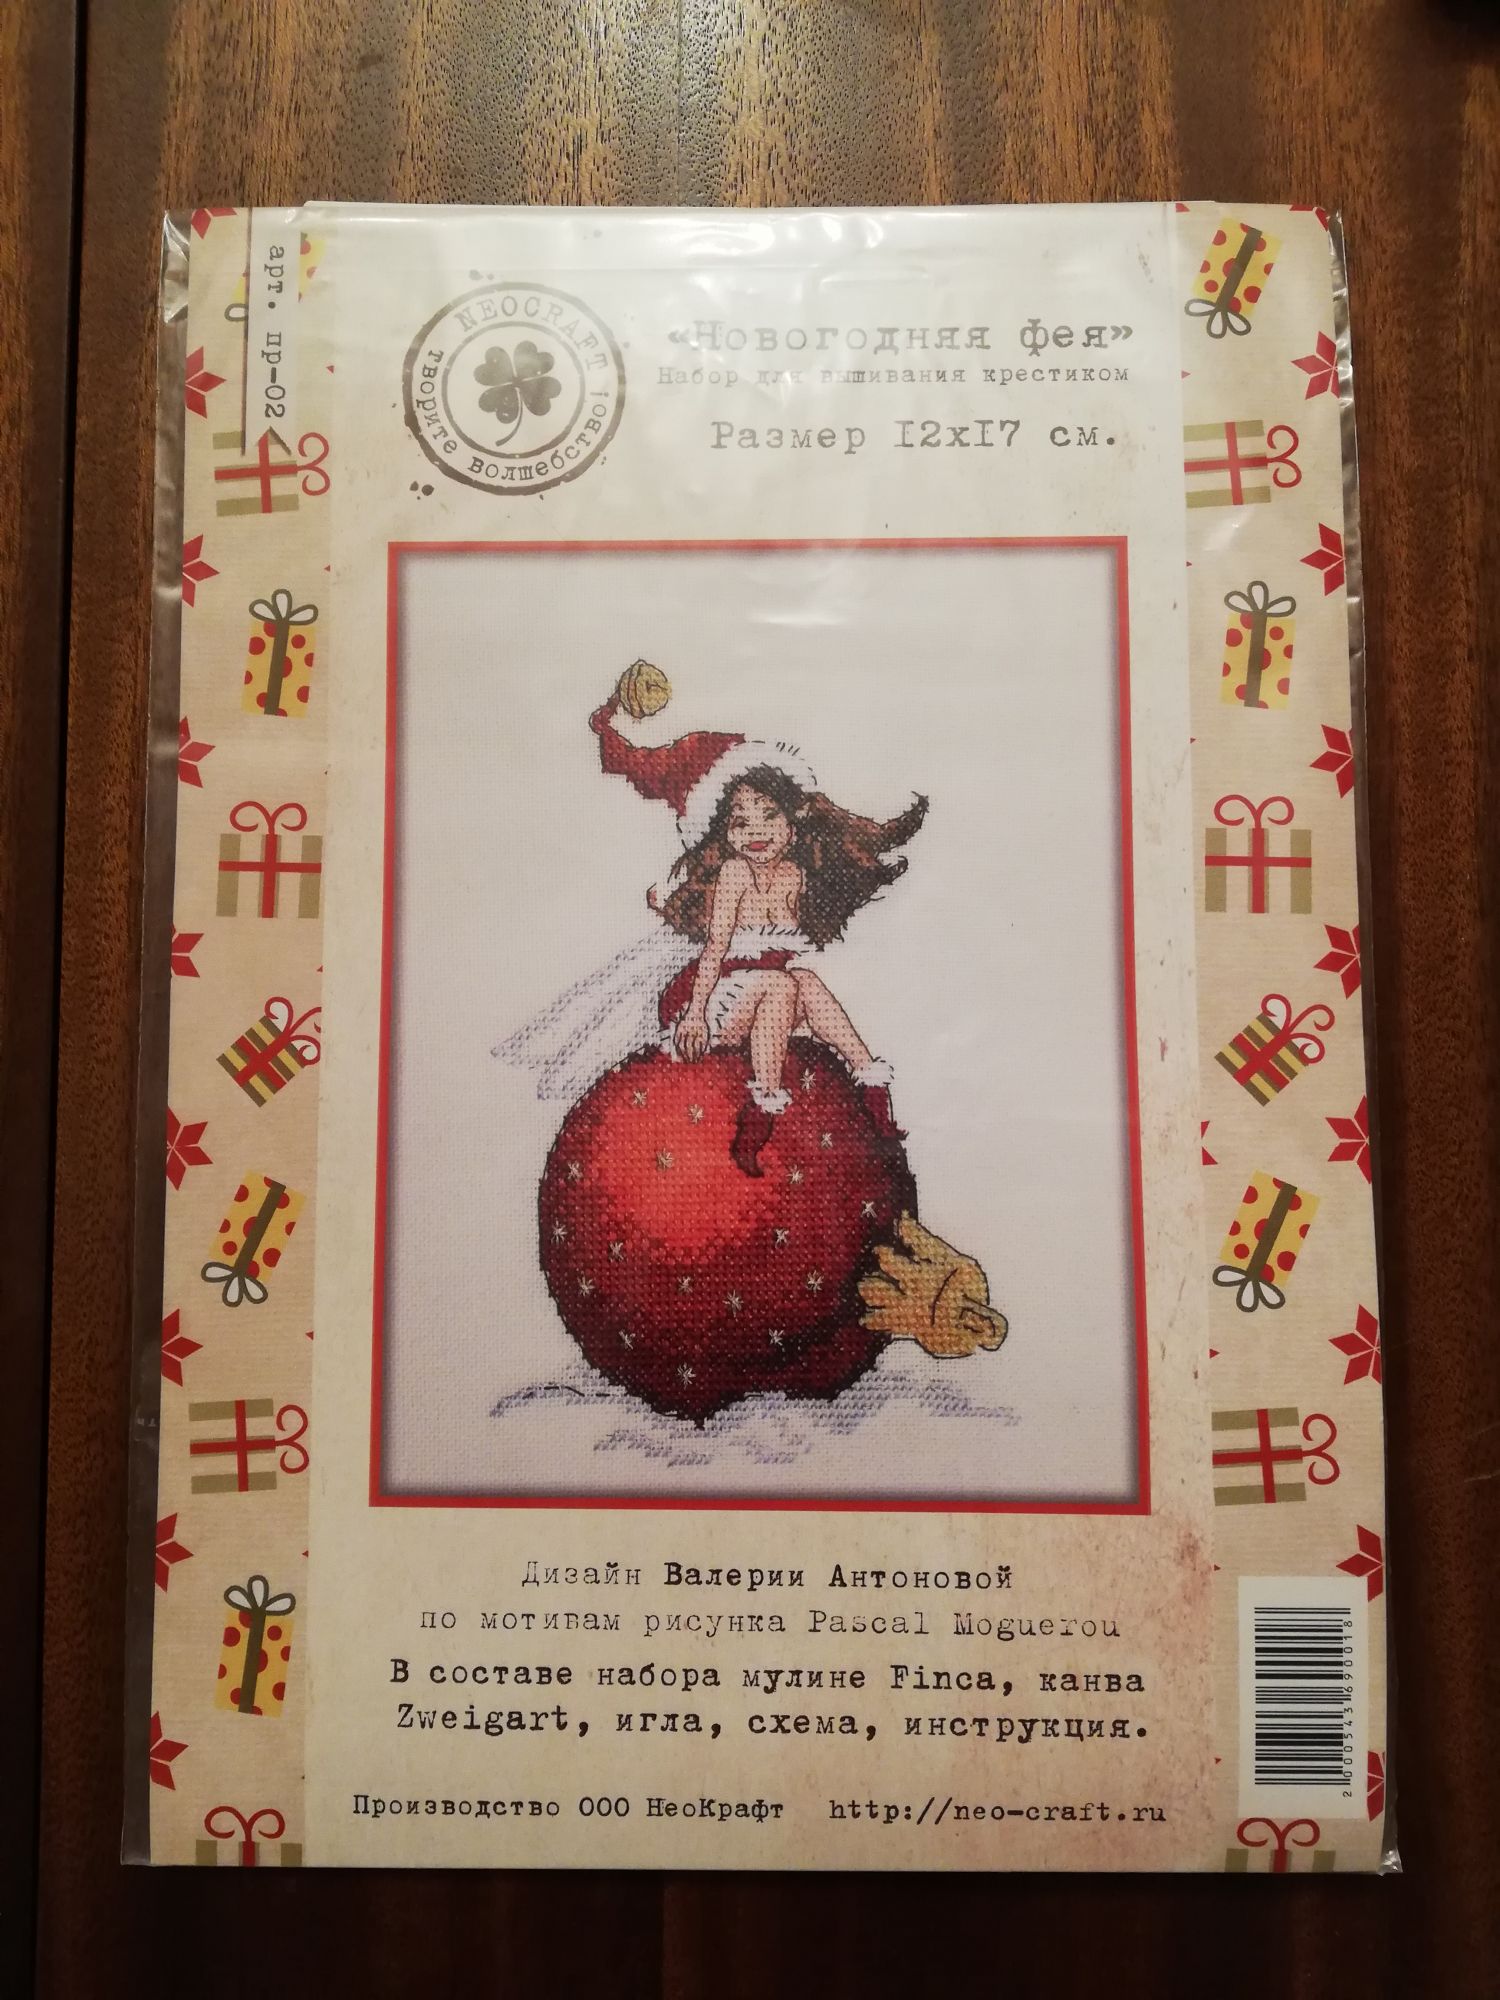 арт. пр-02
NEOCRAFT
творите волшебство!
«Новогодняя фея»
Набор для вышивания крестиком
Размер 12х17 см.
Дизайн Валерии Антоновой
по мотивам рисунка Pascal Moguerou
В составе набора мулине Finca, канва
Zweigart, игла, схема, инструкция.
Производство ООО НеоКрафт http://neo-craft.ru
2000543690018